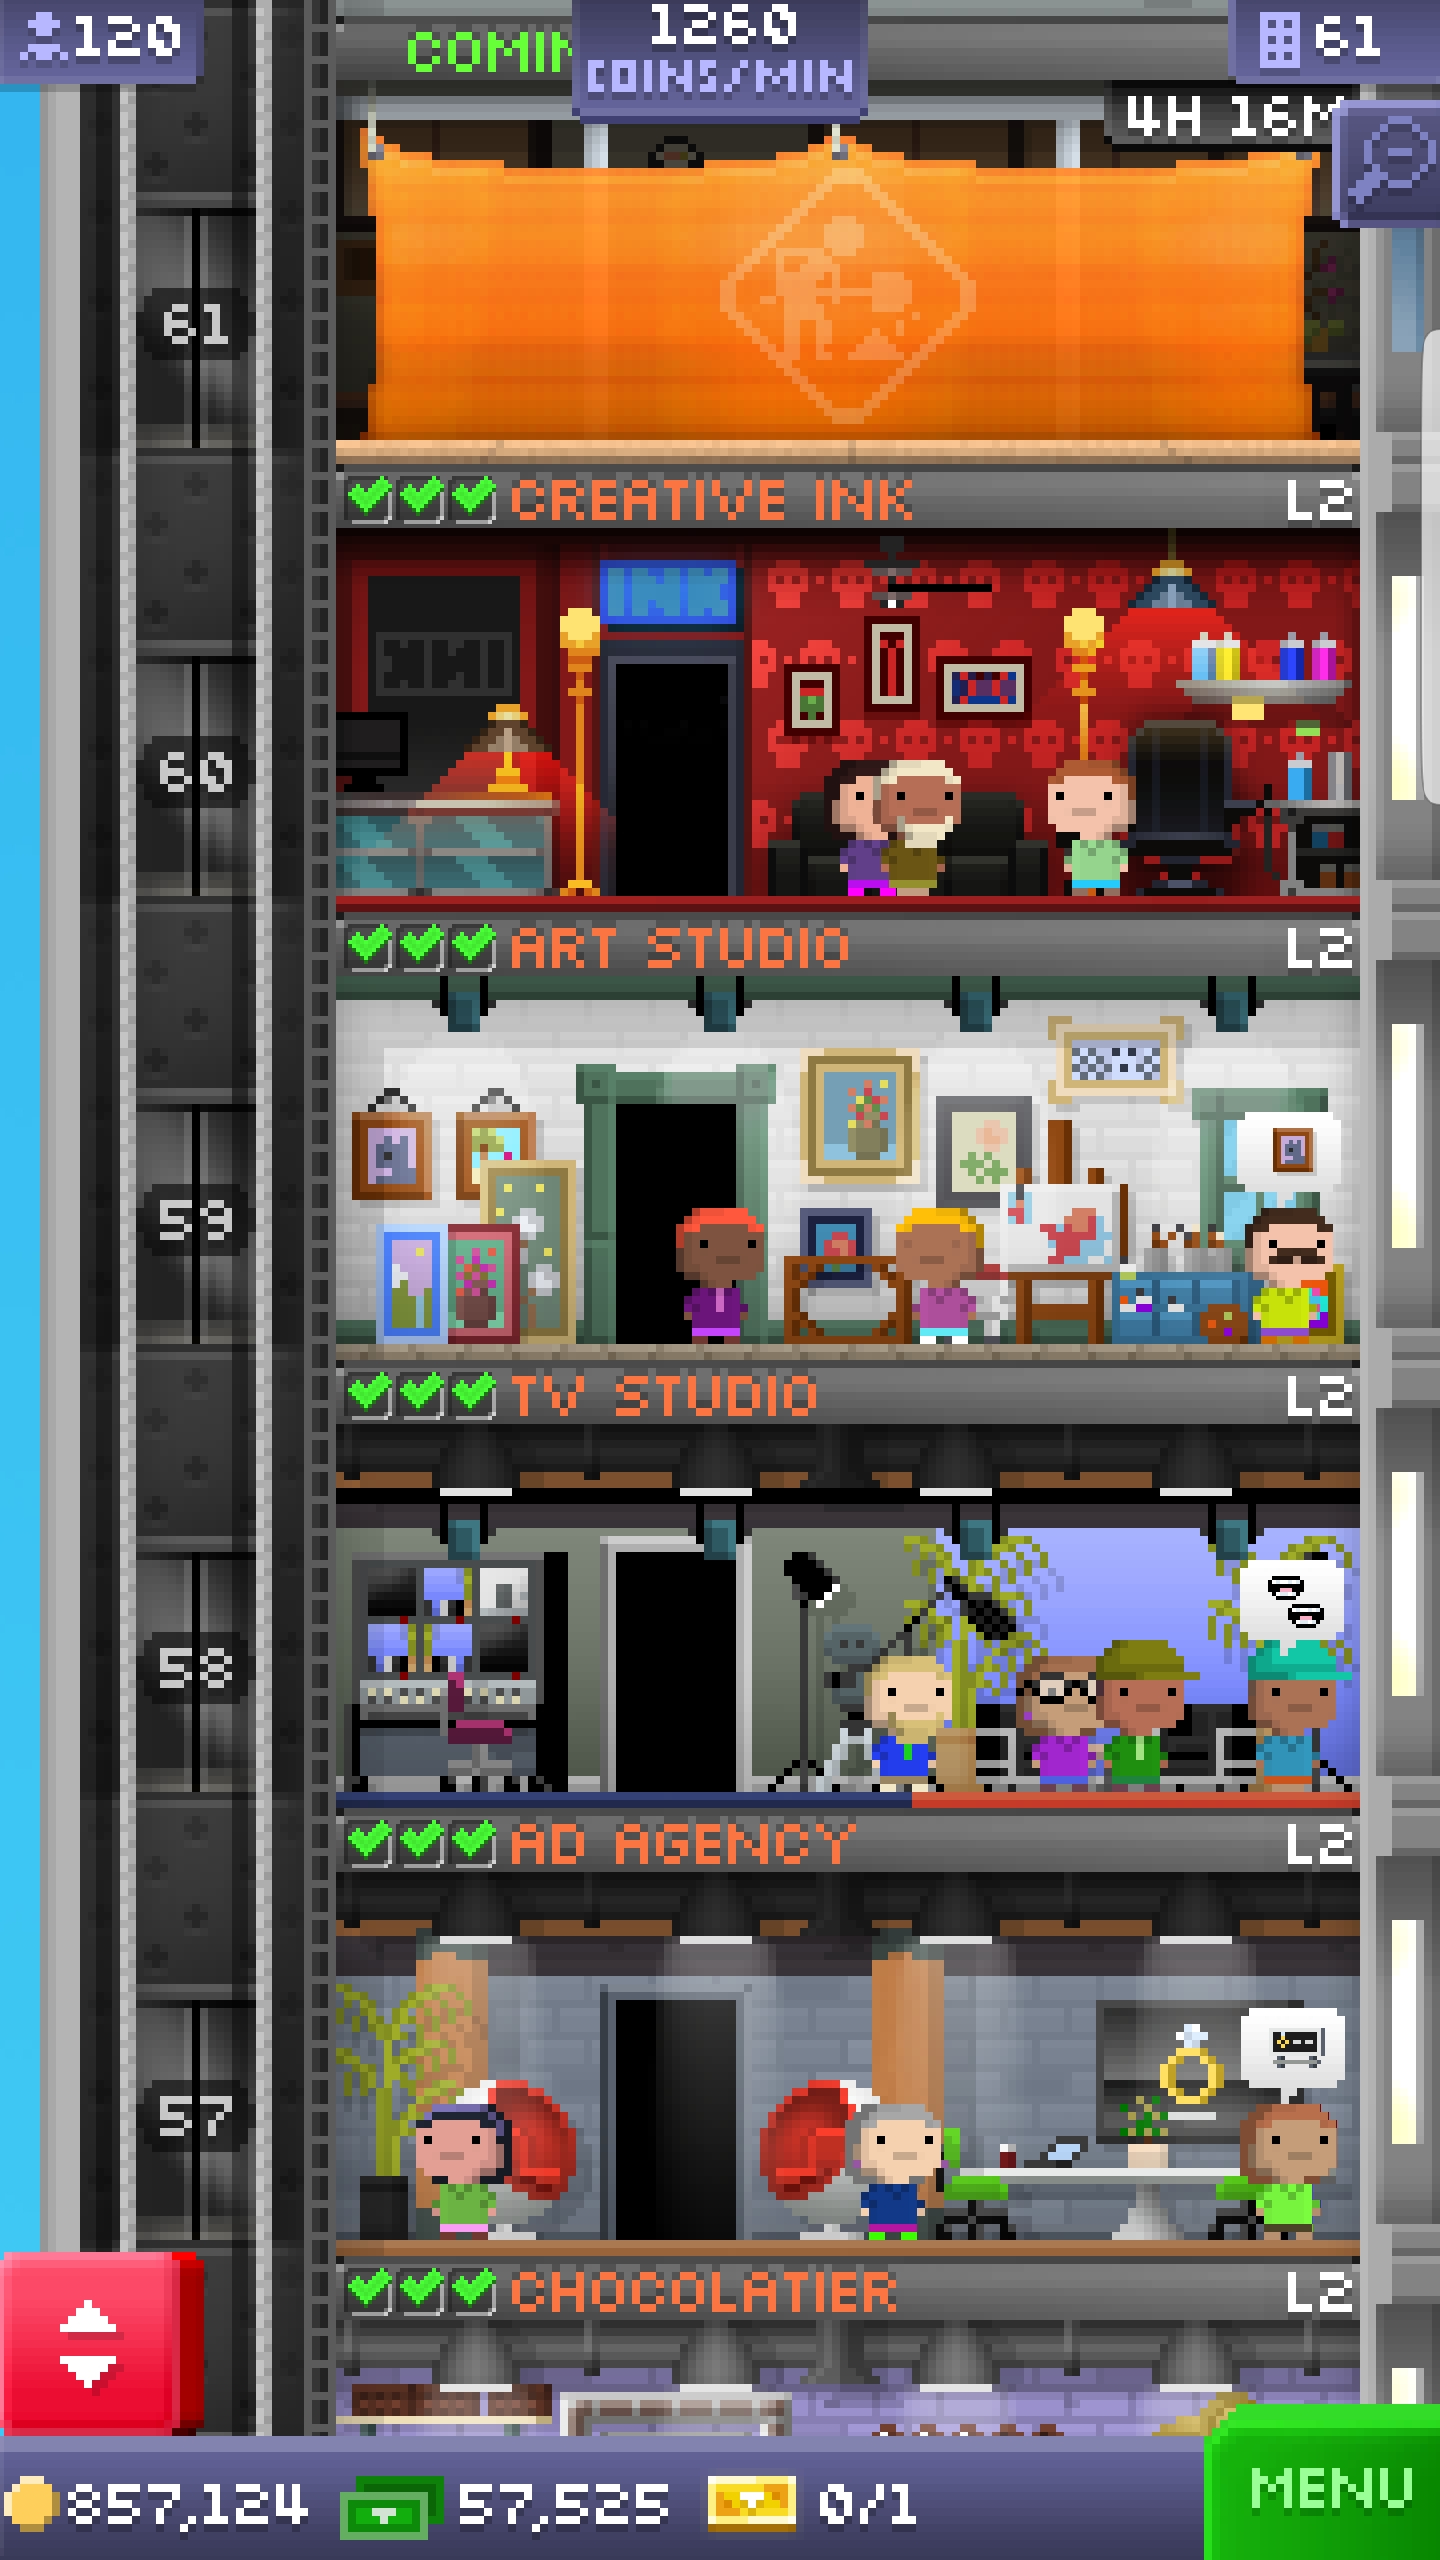 120
1260
COINS/MIN
61
COMIN
4H 16M
61
CREATIVE INK L2
INK
60
ART STUDIO L2
59
TV STUDIO L2
58
AD AGENCY L2
57
CHOCOLATIER L2
857,124 57,525 0/1
MENU